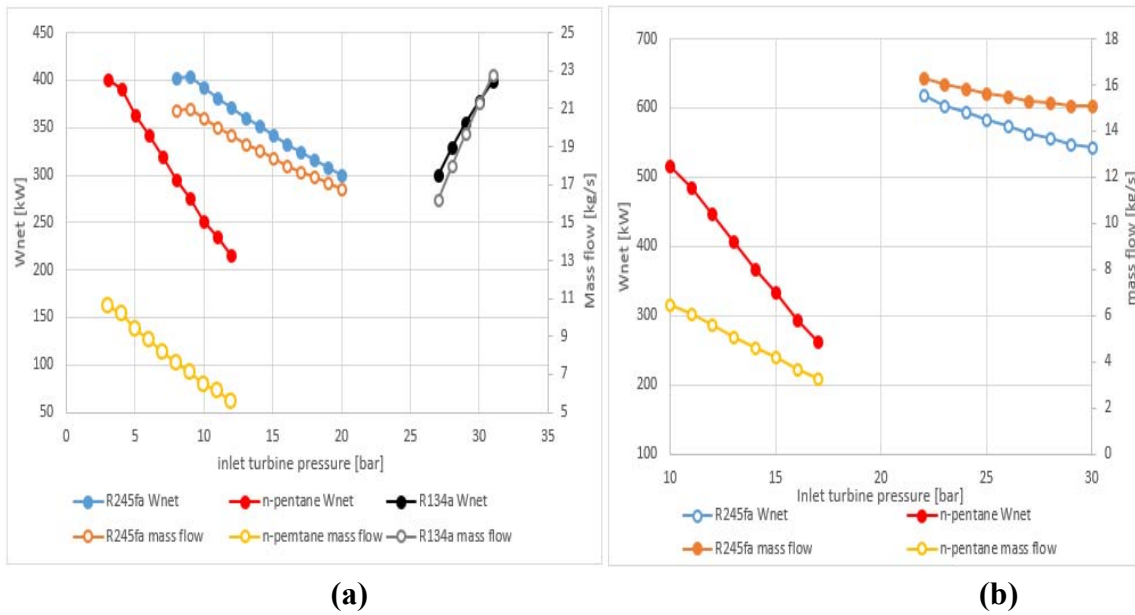 450
400
350
300
250
200
150
100
50
Wnet [kW]
25
23
21
19
17
15
13
11
9
7
5
Mass flow [kg/s]
0 5 10 15 20 25 30 35
inlet turbine pressure [bar]
R245fa Wnet n-pentane Wnet R134a Wnet
R245fa mass flow n-pemtane mass flow R134a mass flow
(a)
700
600
500
400
300
200
100
Wnet [kW]
18
16
14
12
10
8
6
4
2
0
mass flow [kg/s]
10 15 20 25 30
Inlet turbine pressure [bar]
R245fa Wnet n-pentane Wnet
R245fa mass flow n-pentane mass flow
(b)